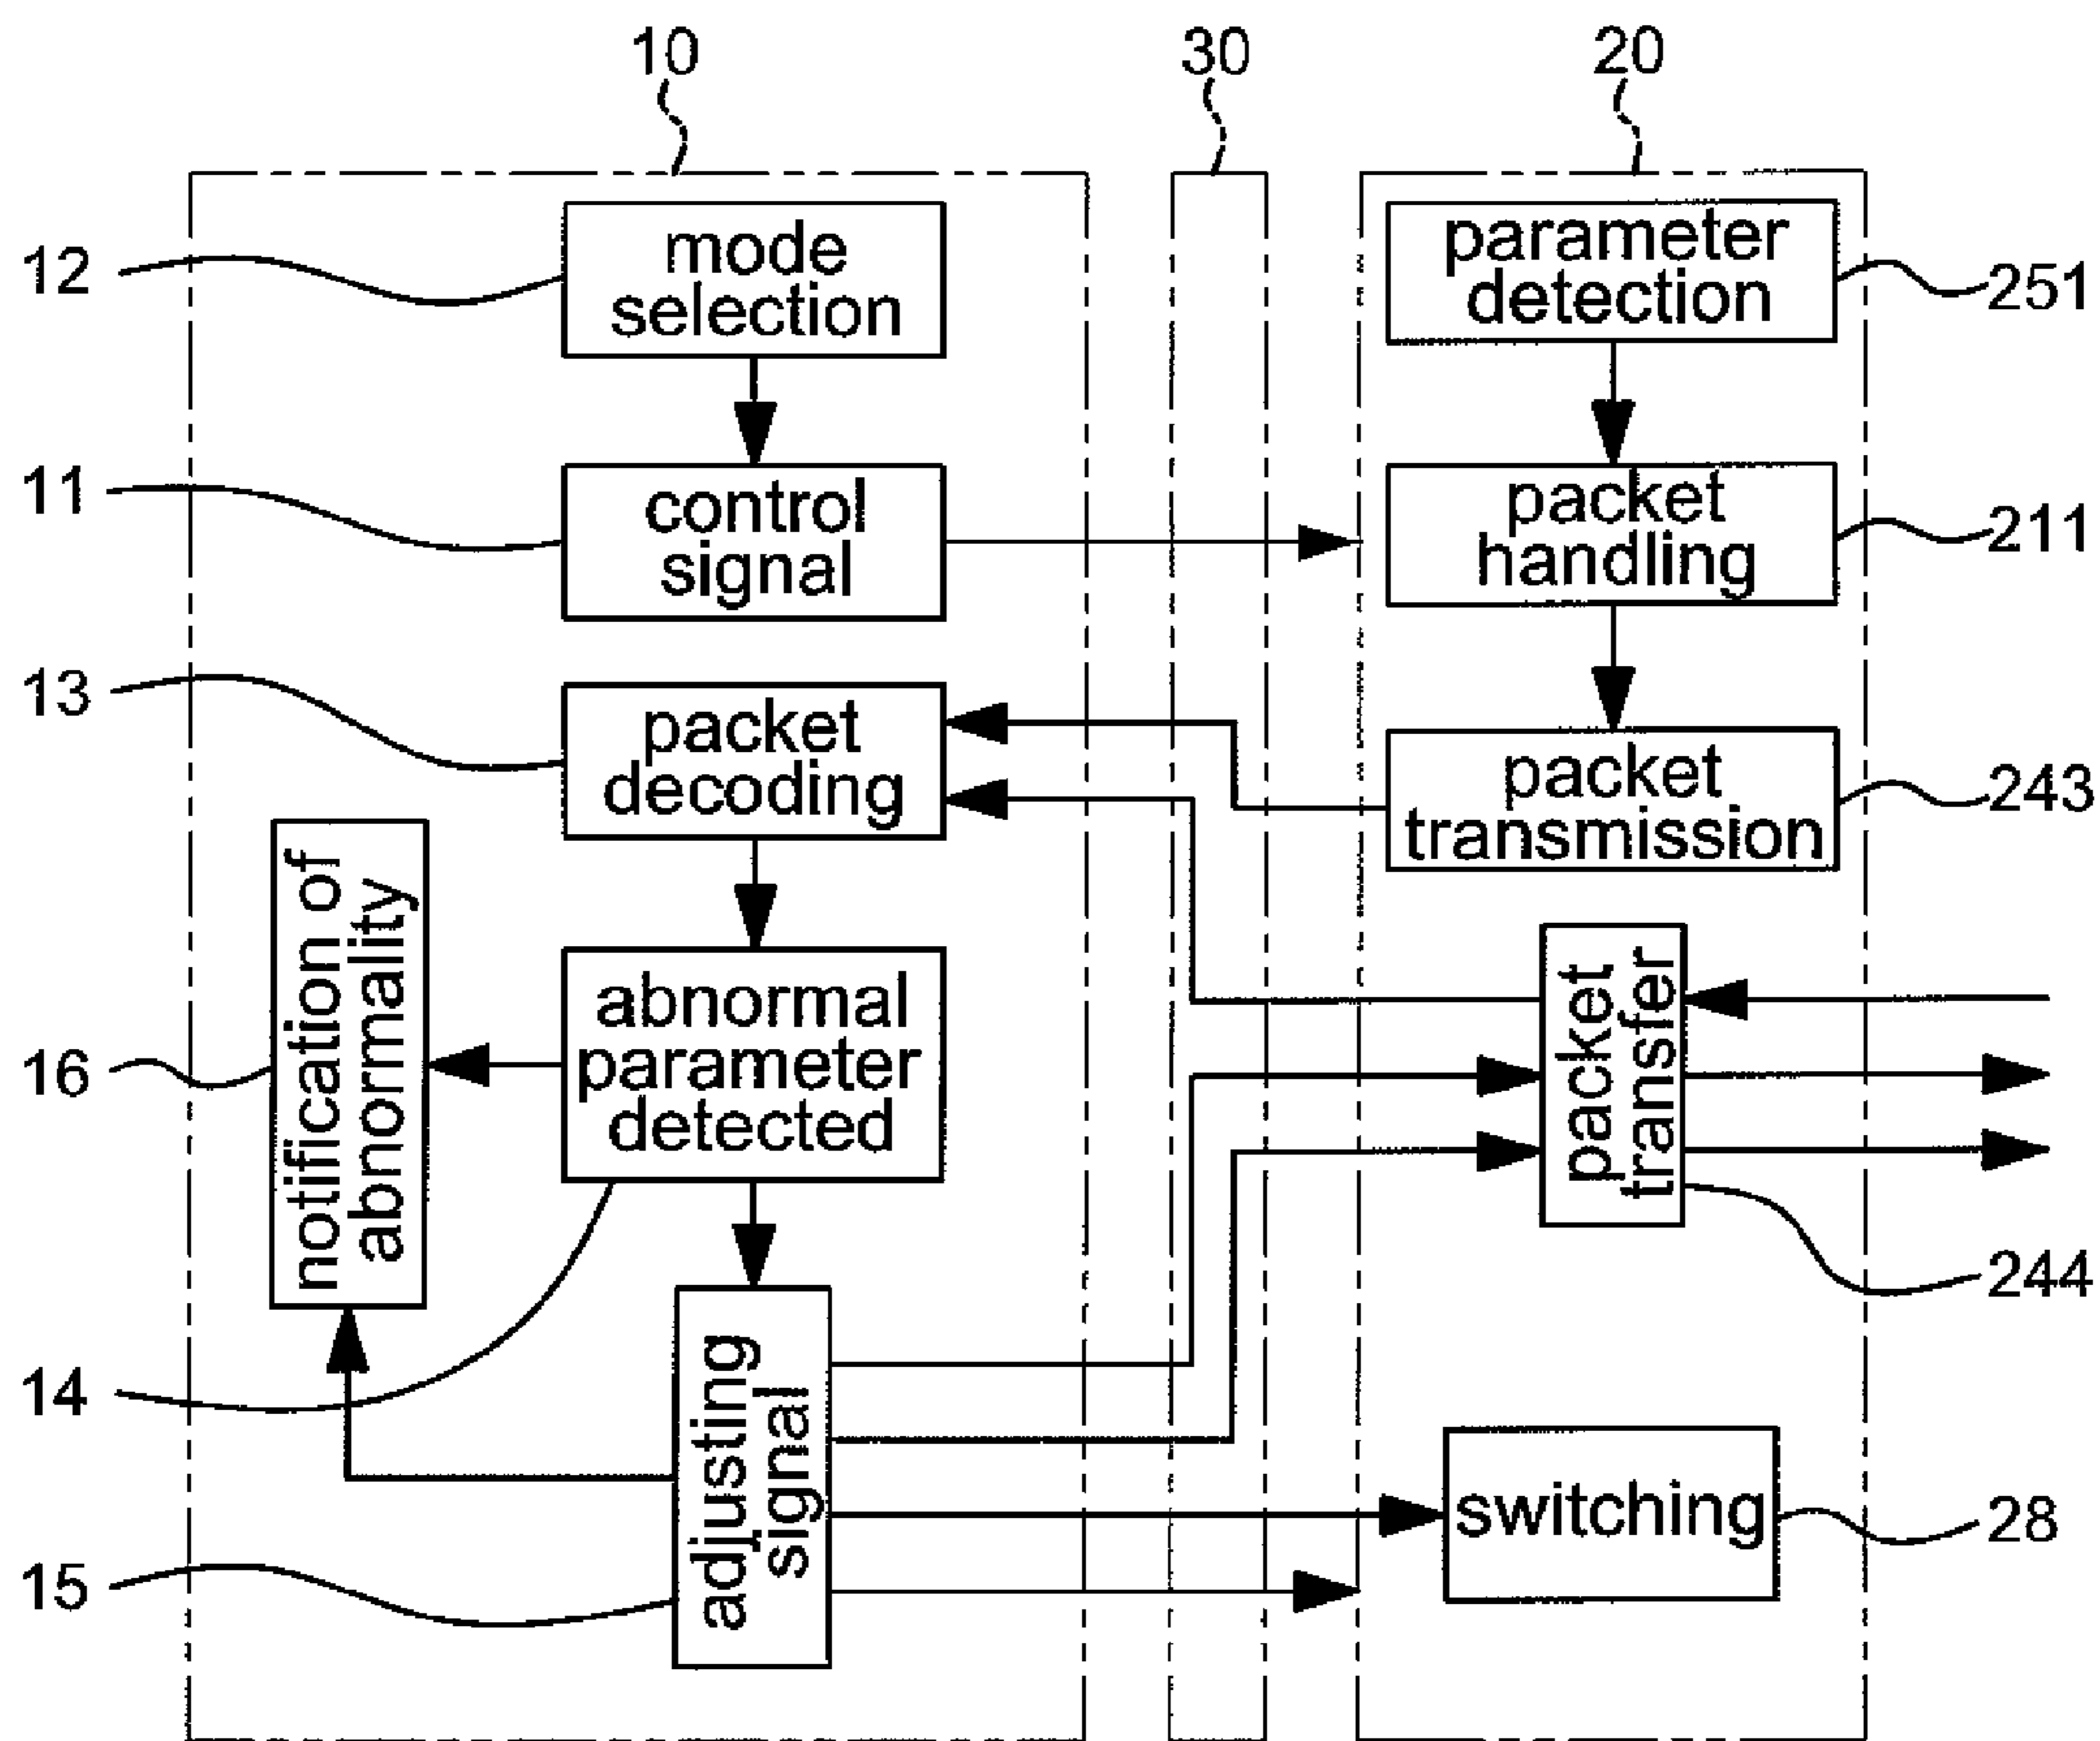 10
30
20
12
mode
selection
parameter
detection
251
11
control
signal
packet
handling
211
13
packet
decoding
packet
transmission
243
notification of
abnormality
16
abnormal
parameter
detected
packet
transfer
244
14
adjusting
signal
15
switching
28